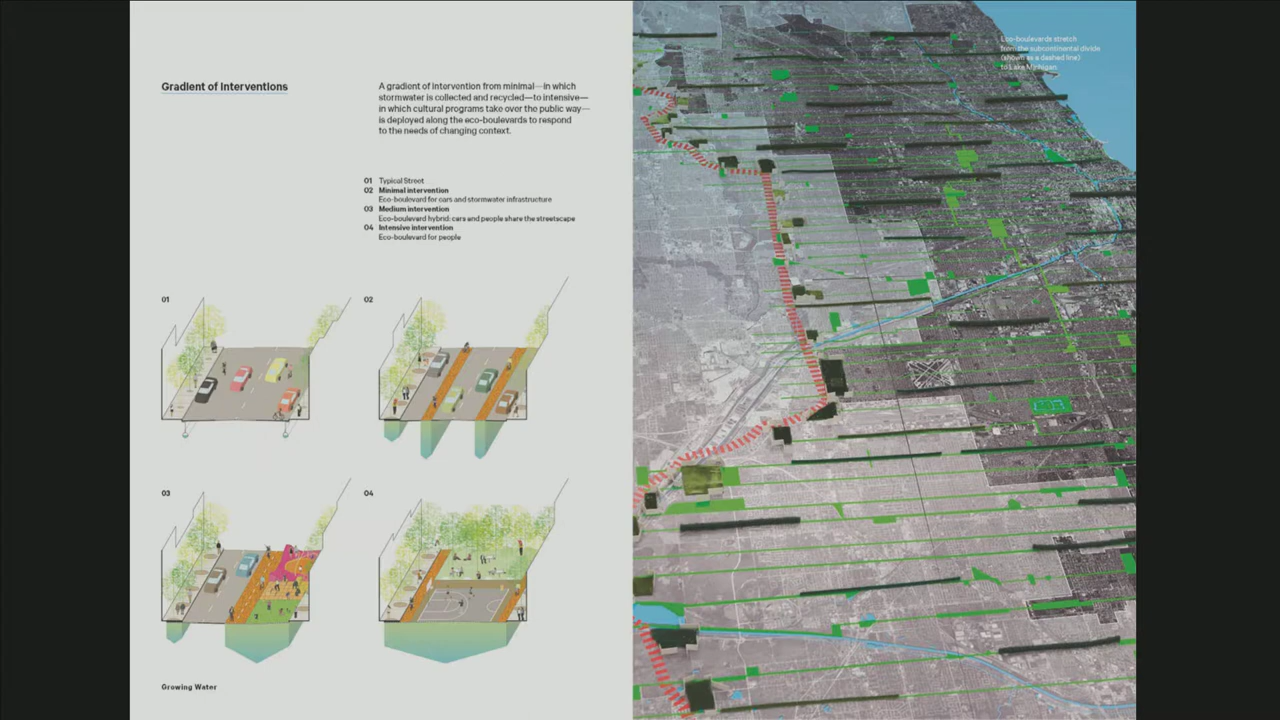 Gradient of Interventions
A gradient of intervention from minimal—in which
stormwater is collected and recycled—to intensive—
in which cultural programs take over the public way—
is deployed along the eco-boulevards to respond
to the needs of changing context.
01 Typical Street
02 Minimal intervention
Eco-boulevard for cars and stormwater infrastructure
03 Medium intervention
Eco-boulevard hybrid: cars and people share the streetscape
04 Intensive intervention
Eco-boulevard for people
01
02
03
04
Growing Water
Eco-boulevards stretch
from the subcontinental divide
(shown as a dashed line)
to Lake Michigan.